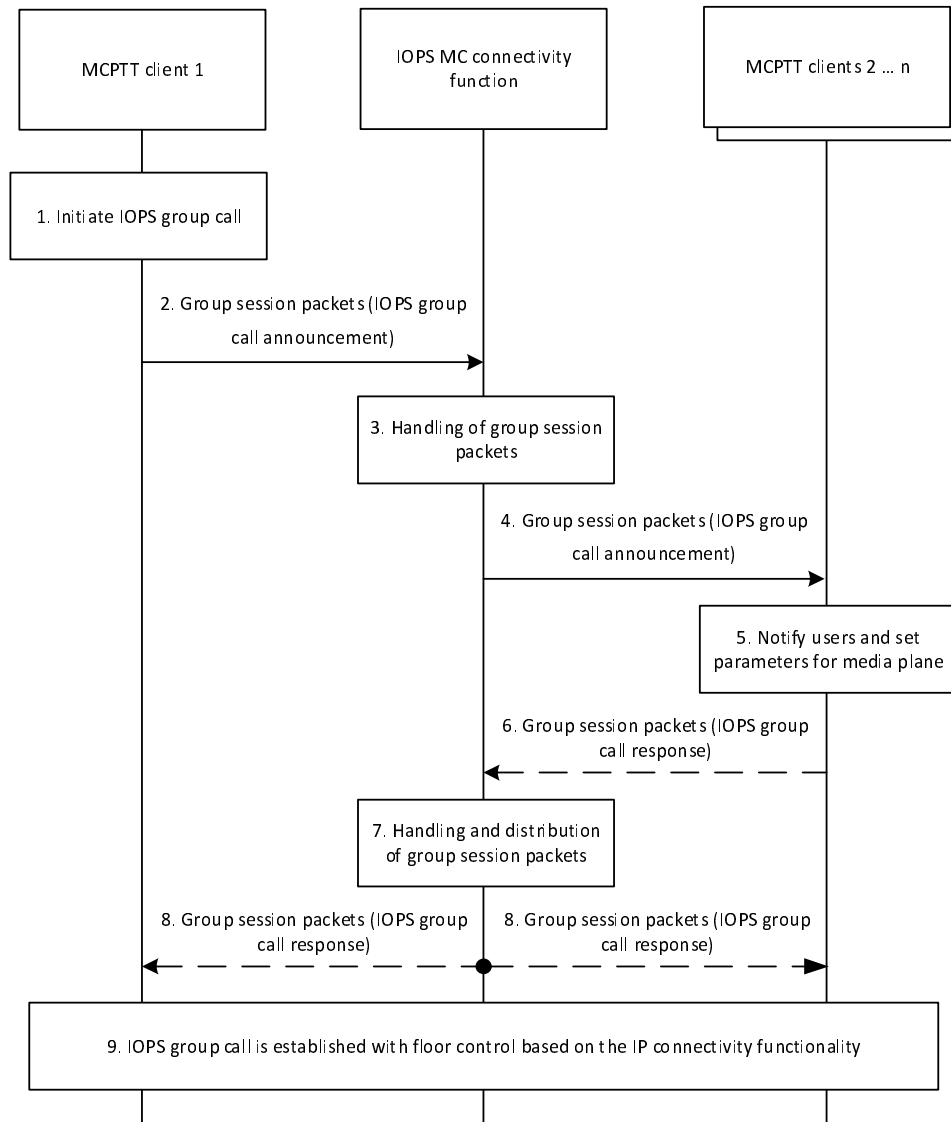 MCPTT client 1
IOPS MC connectivity
function
MCPTT clients 2 ... n
1. Initiate IOPS group call
2. Group session packets (IOPS group
call announcement)
3. Handling of group session
packets
4. Group session packets (IOPS group
call announcement)
5. Notify users and set
parameters for media plane
6. Group session packets (IOPS group
call response)
7. Handling and distribution
of group session packets
8. Group session packets (IOPS group
call response)
8. Group session packets (IOPS group
call response)
9. IOPS group call is established with floor control based on the IP connectivity functionality